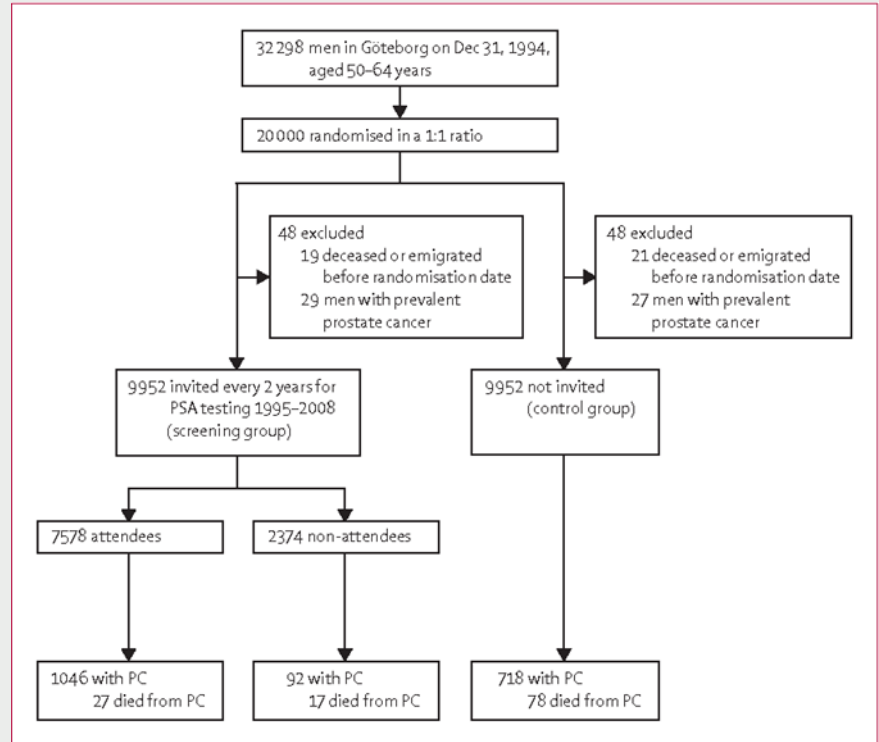 32 298 men in Göteborg on Dec 31, 1994,
aged 50–64 years
20 000 randomised in a 1:1 ratio
48 excluded
19 deceased or emigrated
before randomisation date
29 men with prevalent
prostate cancer
48 excluded
21 deceased or emigrated
before randomisation date
27 men with prevalent
prostate cancer
9952 invited every 2 years for
PSA testing 1995–2008
(screening group)
9952 not invited
(control group)
7578 attendees
2374 non-attendees
1046 with PC
27 died from PC
92 with PC
17 died from PC
718 with PC
78 died from PC